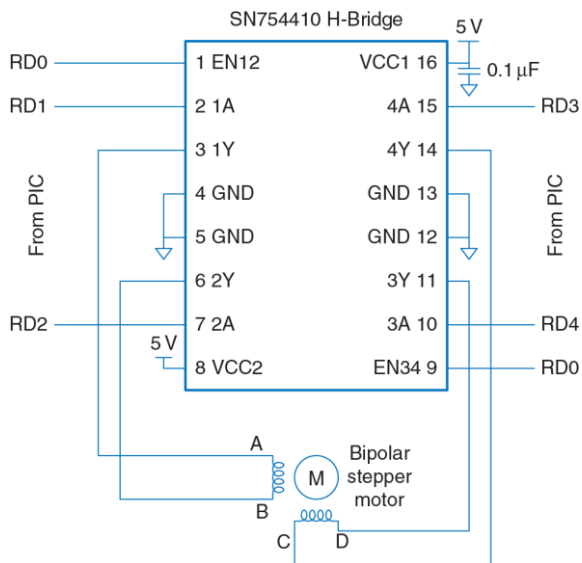 SN754410 H-Bridge
5 V
RD0 1 EN12 VCC1 16 0.1 μF
RD1 2 1A 4A 15 RD3
3 1Y 4Y 14
From PIC
4 GND GND 13
From PIC
5 GND GND 12
6 2Y 3Y 11
RD2 7 2A 3A 10 RD4
5 V
8 VCC2 EN34 9 RD0
A
Bipolar
M stepper
motor
B
C D